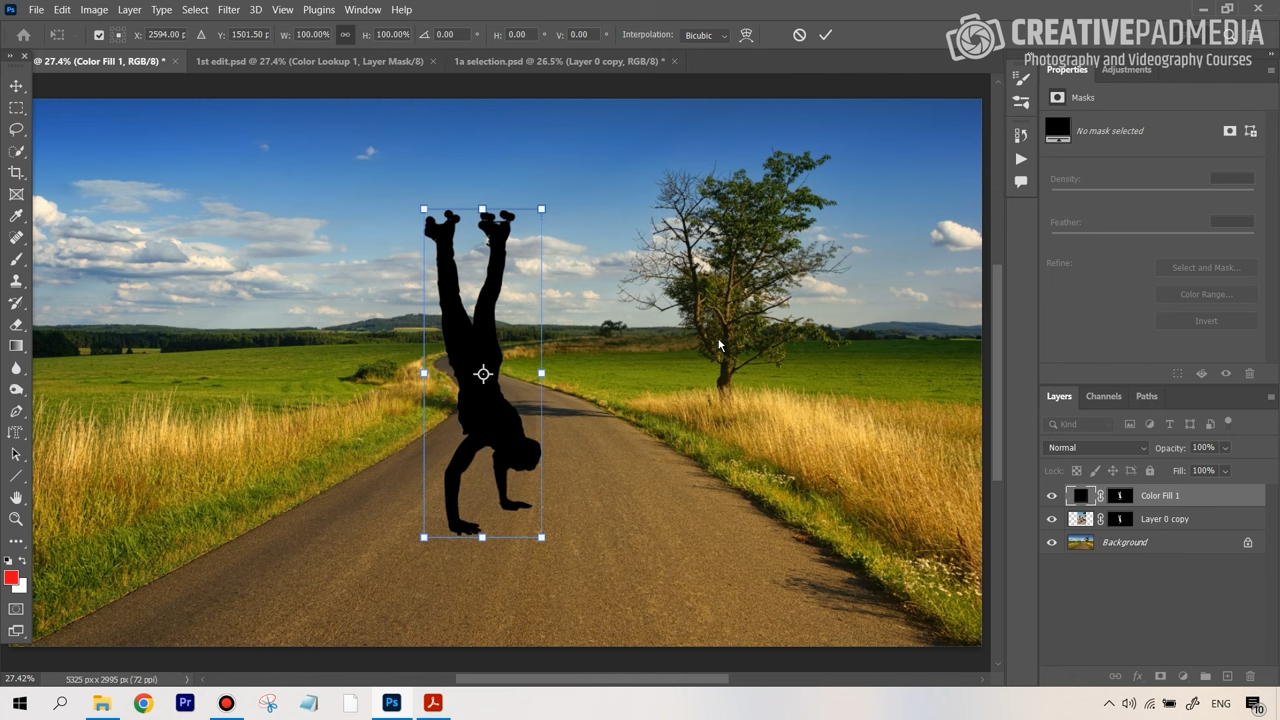 File Edit Image Layer Type Select Filter 3D View Plugins Window Help
CREATIVEPADMEDIA
Photography and Videography Courses
X: 2594.00 p Y: 1501.50 p W: 100.00% H: 100.00% 0.00 ° H: 0.00 ° V: 0.00 ° Interpolation: Bicubic
@ 27.4% (Color Fill 1, RGB/8) * × 1st edit.psd @ 27.4% (Color Lookup 1, Layer Mask/8) × 1a selection.psd @ 26.5% (Layer 0 copy, RGB/8) * ×
Properties Adjustments
Masks
No mask selected
Density:
Feather:
Refine: Select and Mask...
Color Range...
Invert
Layers Channels Paths
Kind
Normal Opacity: 100%
Lock: Fill: 100%
Color Fill 1
Layer 0 copy
Background
27.42% 5325 px x 2995 px (72 ppi)
Pr Ps ENG 10